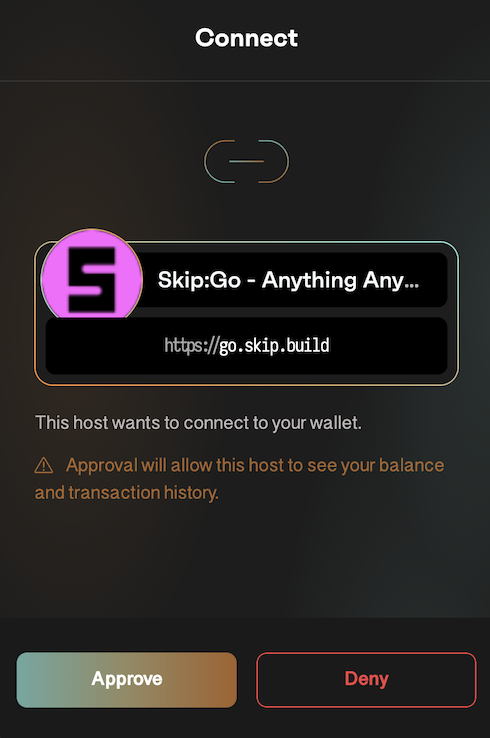 Connect
Skip:Go - Anything Any...
https://go.skip.build
This host wants to connect to your wallet.
Approval will allow this host to see your balance
and transaction history.
Approve
Deny